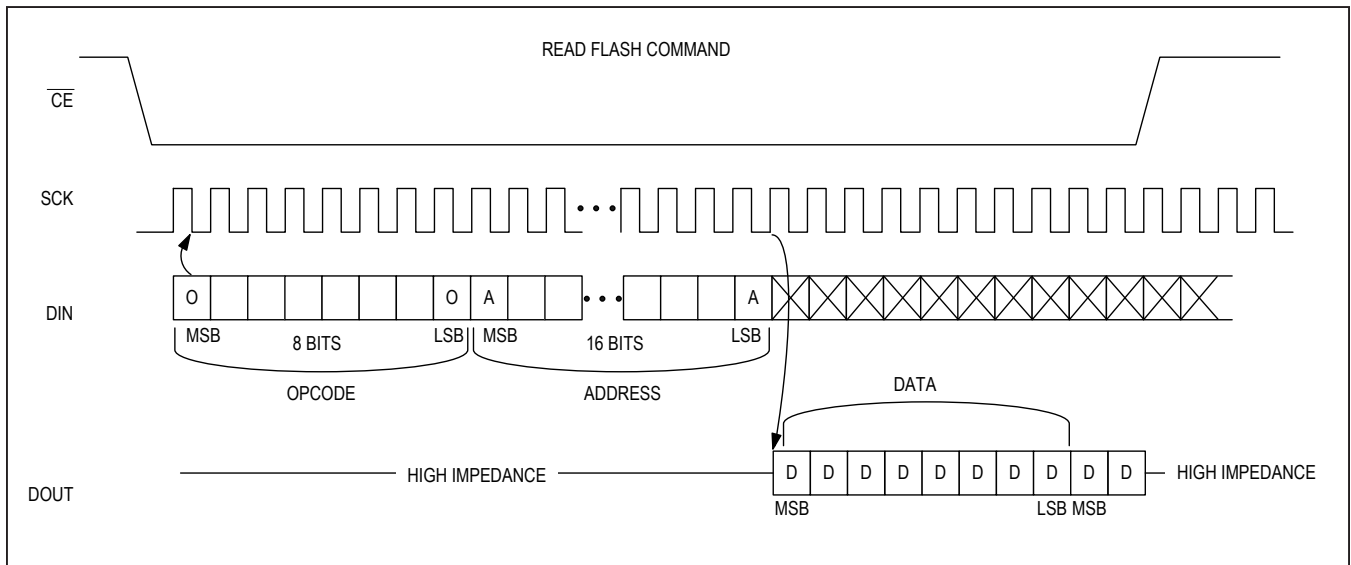 READ FLASH COMMAND
CE
SCK
DIN
O O A • • • A
MSB 8 BITS LSB MSB 16 BITS LSB
OPCODE ADDRESS
DATA
DOUT
HIGH IMPEDANCE D D D D D D D D D D HIGH IMPEDANCE
MSB LSB MSB